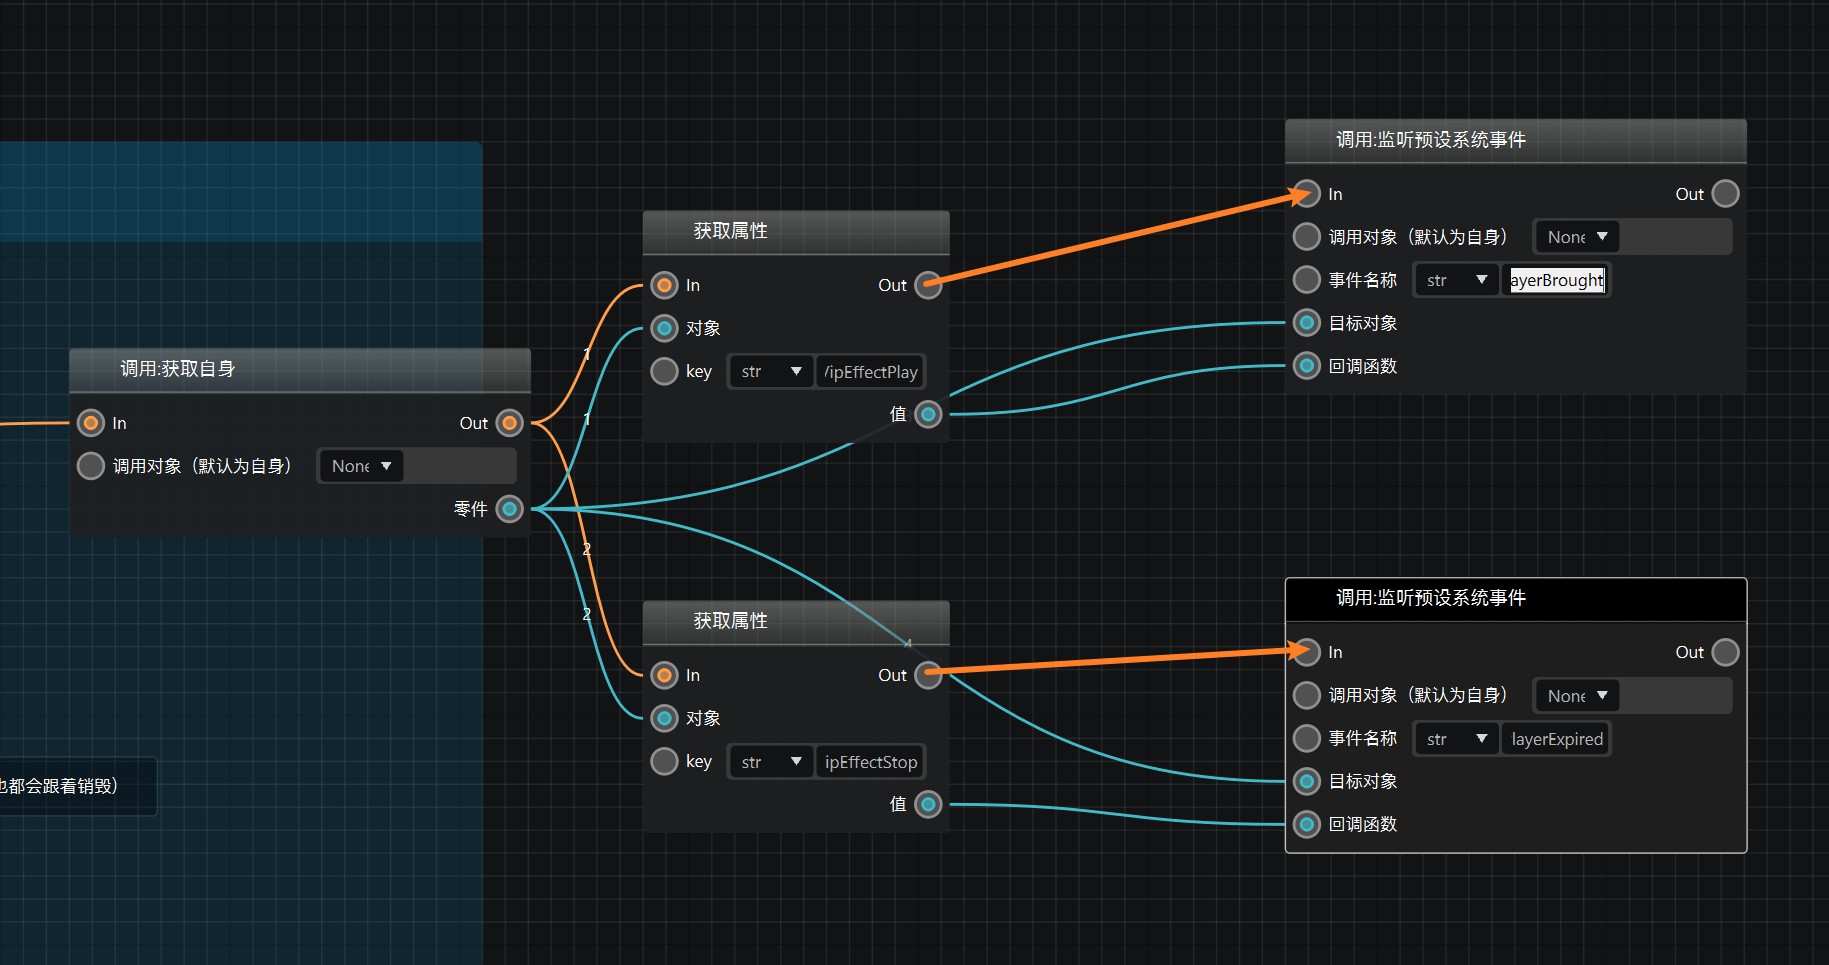 调用:监听预设系统事件
In
Out
调用对象（默认为自身）
None
事件名称
str
ayerBrought
目标对象
回调函数
获取属性
In
Out
对象
key
str
ipEffectPlay
值
调用:获取自身
In
Out
调用对象（默认为自身）
None
零件
1
1
2
2
4
获取属性
In
Out
对象
key
str
ipEffectStop
值
调用:监听预设系统事件
In
Out
调用对象（默认为自身）
None
事件名称
str
layerExpired
目标对象
回调函数
也都会跟着销毁）